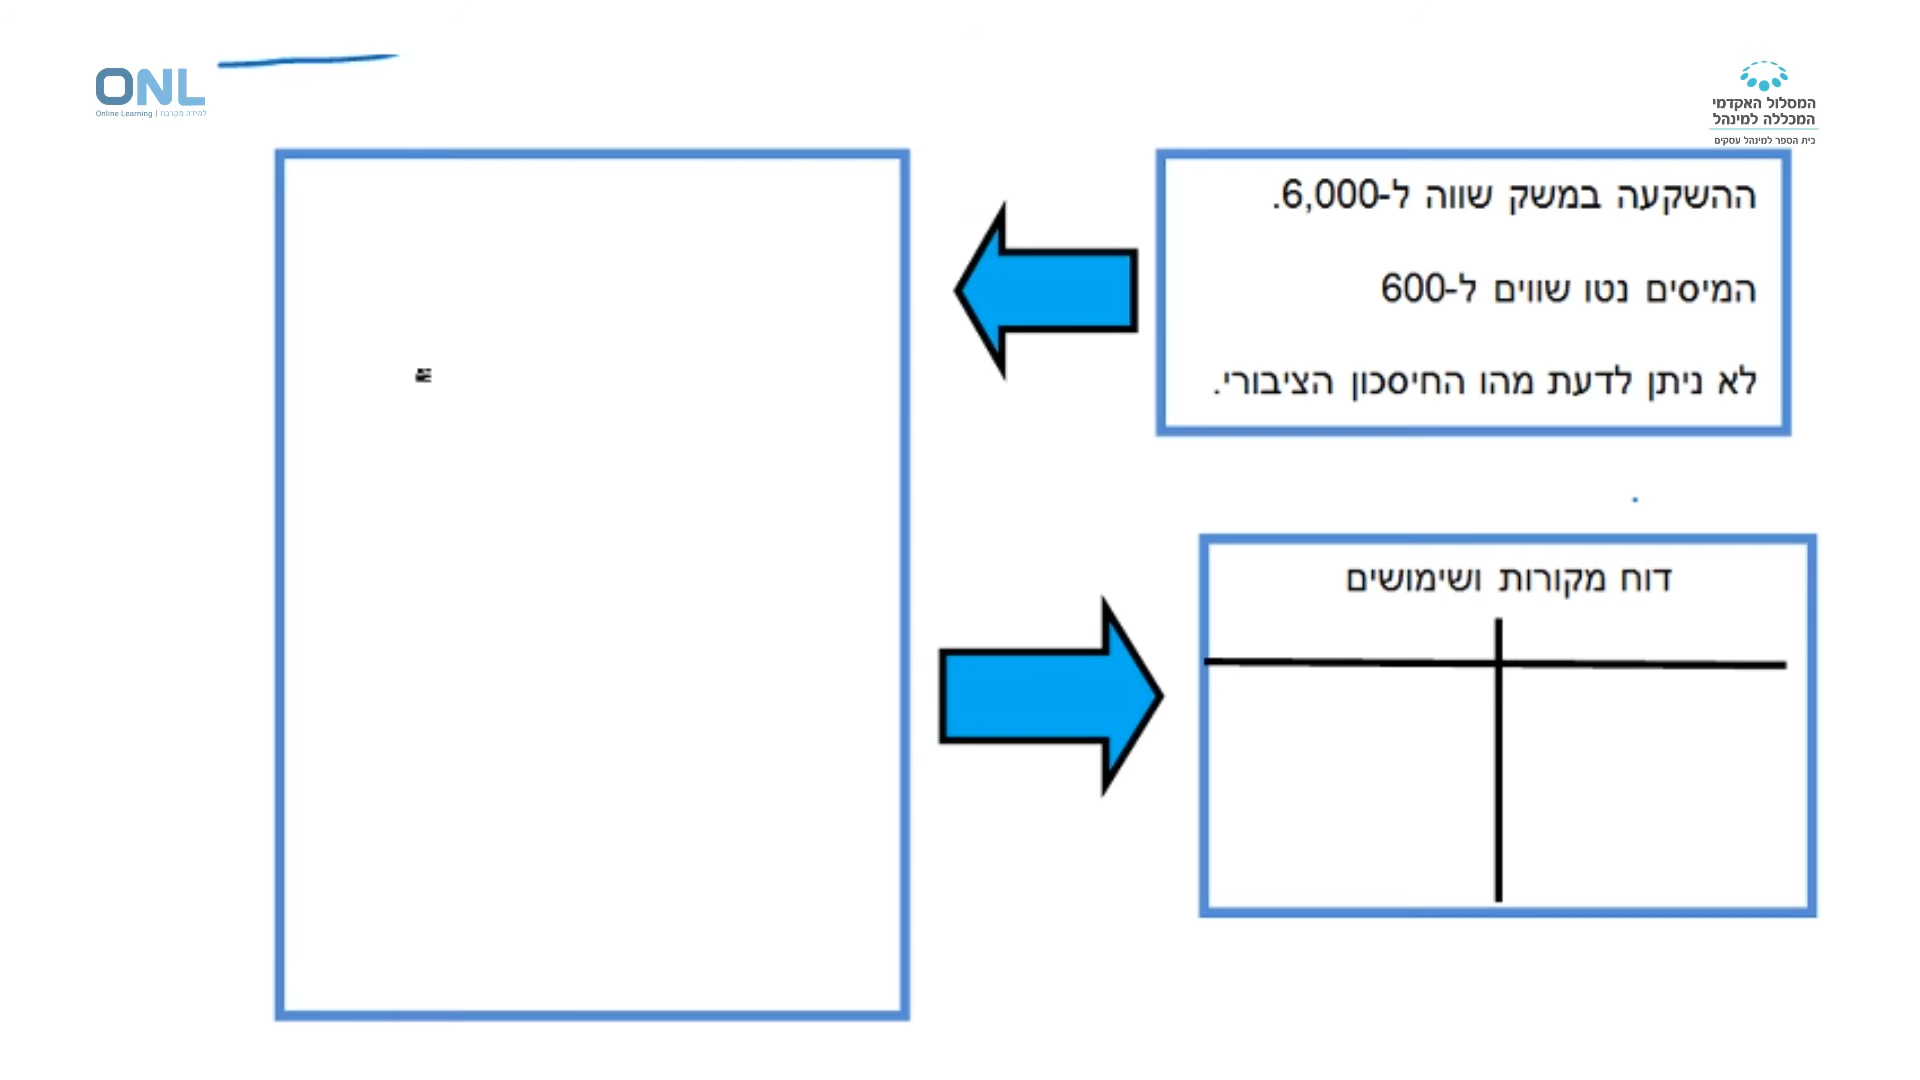 ONL
Online Learning | למידה מקרבת
המסלול האקדמי
המכללה למינהל
בית הספר למינהל עסקים
ההשקעה במשק שווה ל-6,000.
המיסים נטו שווים ל-600
לא ניתן לדעת מהו החיסכון הציבורי.
דוח מקורות ושימושים